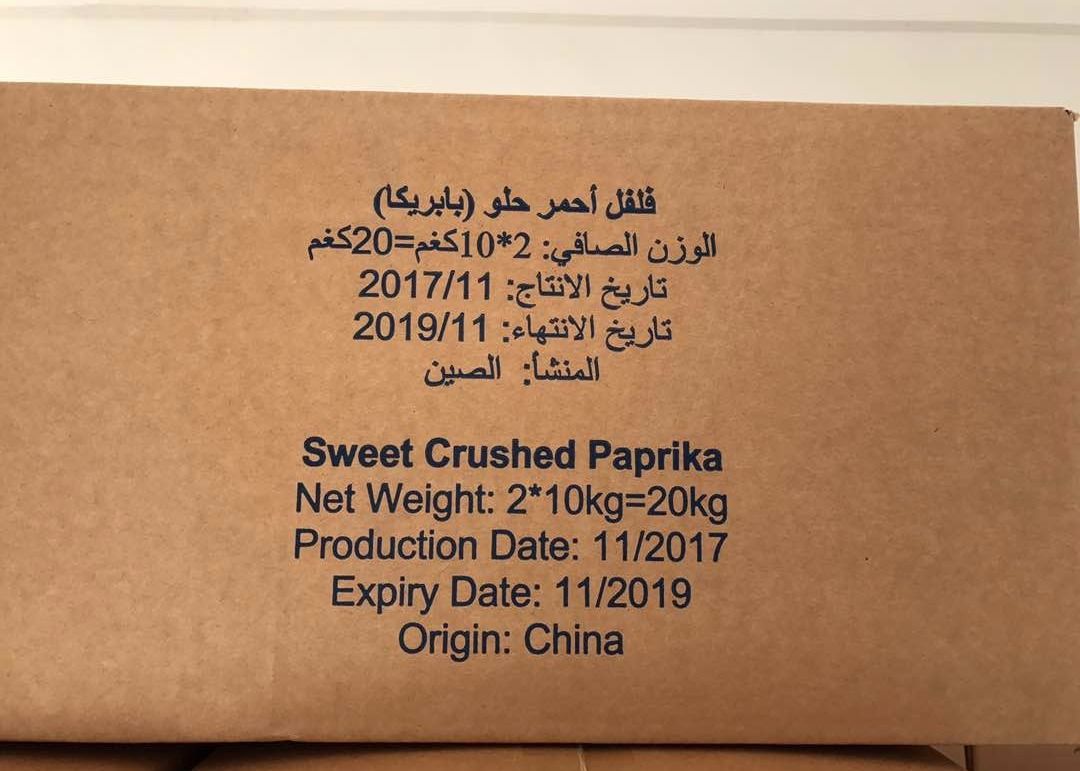 فلفل أحمر حلو (بابريكا)
الوزن الصافي: 2*10كغم=20كغم
تاريخ الانتاج: 2017/11
تاريخ الانتهاء: 2019/11
المنشأ: الصين
Sweet Crushed Paprika
Net Weight: 2*10kg=20kg
Production Date: 11/2017
Expiry Date: 11/2019
Origin: China